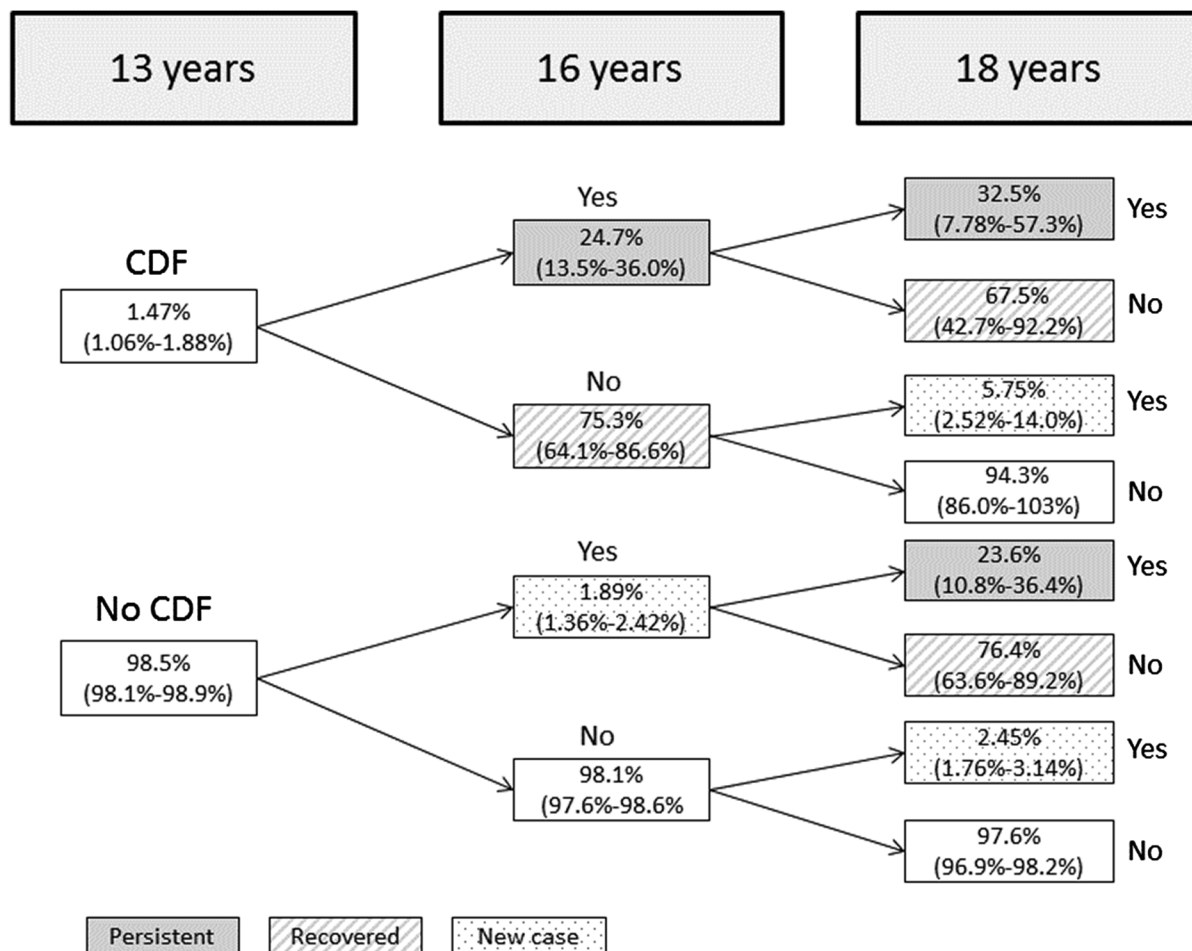 13 years
16 years
18 years
CDF
1.47%
(1.06%-1.88%)
Yes
24.7%
(13.5%-36.0%)
32.5%
(7.78%-57.3%)
Yes
67.5%
(42.7%-92.2%)
No
No
75.3%
(64.1%-86.6%)
5.75%
(2.52%-14.0%)
Yes
94.3%
(86.0%-103%)
No
No CDF
98.5%
(98.1%-98.9%)
Yes
1.89%
(1.36%-2.42%)
23.6%
(10.8%-36.4%)
Yes
76.4%
(63.6%-89.2%)
No
No
98.1%
(97.6%-98.6%
2.45%
(1.76%-3.14%)
Yes
97.6%
(96.9%-98.2%)
No
Persistent
Recovered
New case